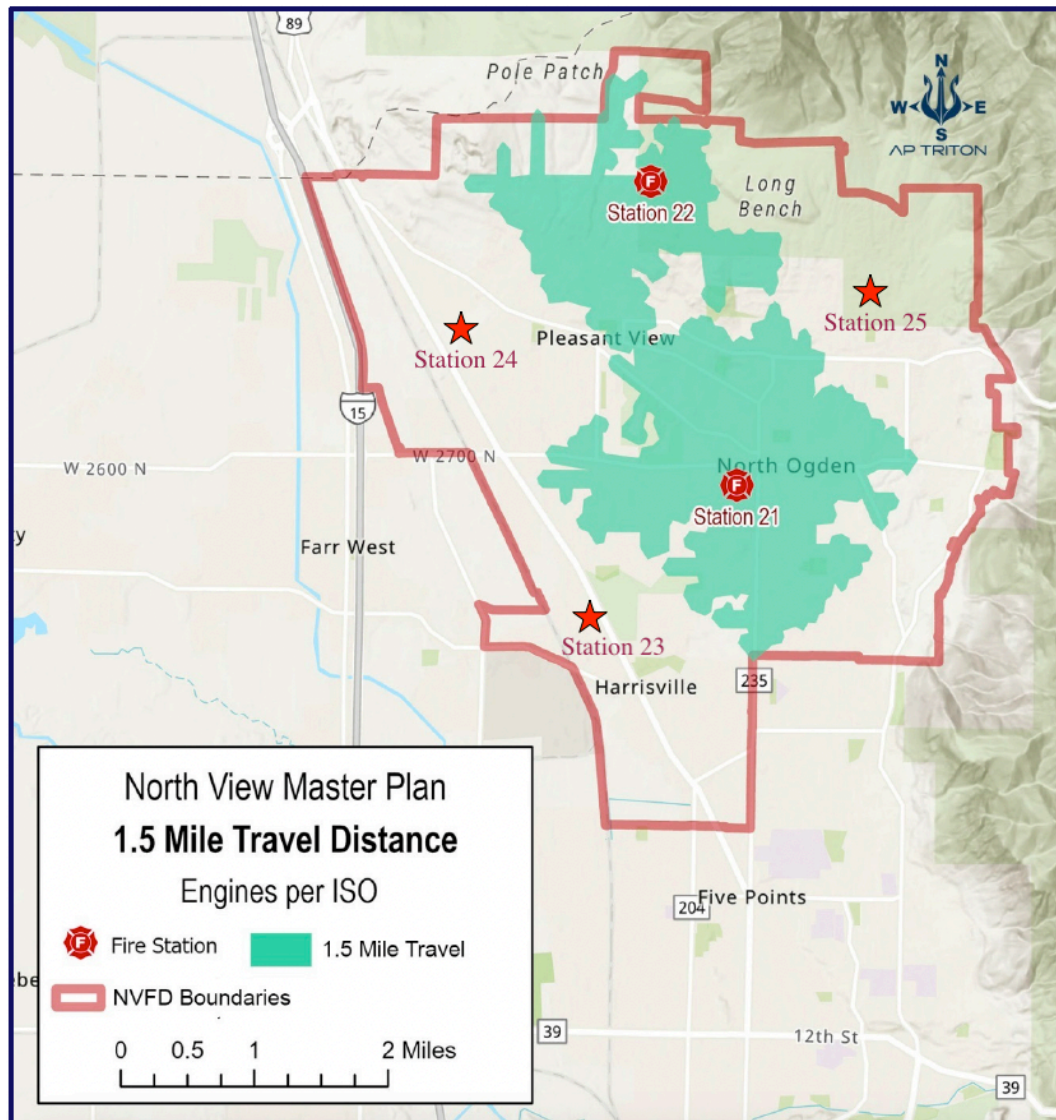 89
Pole Patch
N
W E
S
AP TRITON
Station 22
Long
Bench
Station 25
Station 24
Pleasant View
15
W 2600 N
W 2700 N
North Ogden
Station 21
Farr West
Station 23
Harrisville
235
North View Master Plan
1.5 Mile Travel Distance
Engines per ISO
Fire Station
1.5 Mile Travel
NVFD Boundaries
0 0.5 1 2 Miles
204
Five Points
39
12th St
39